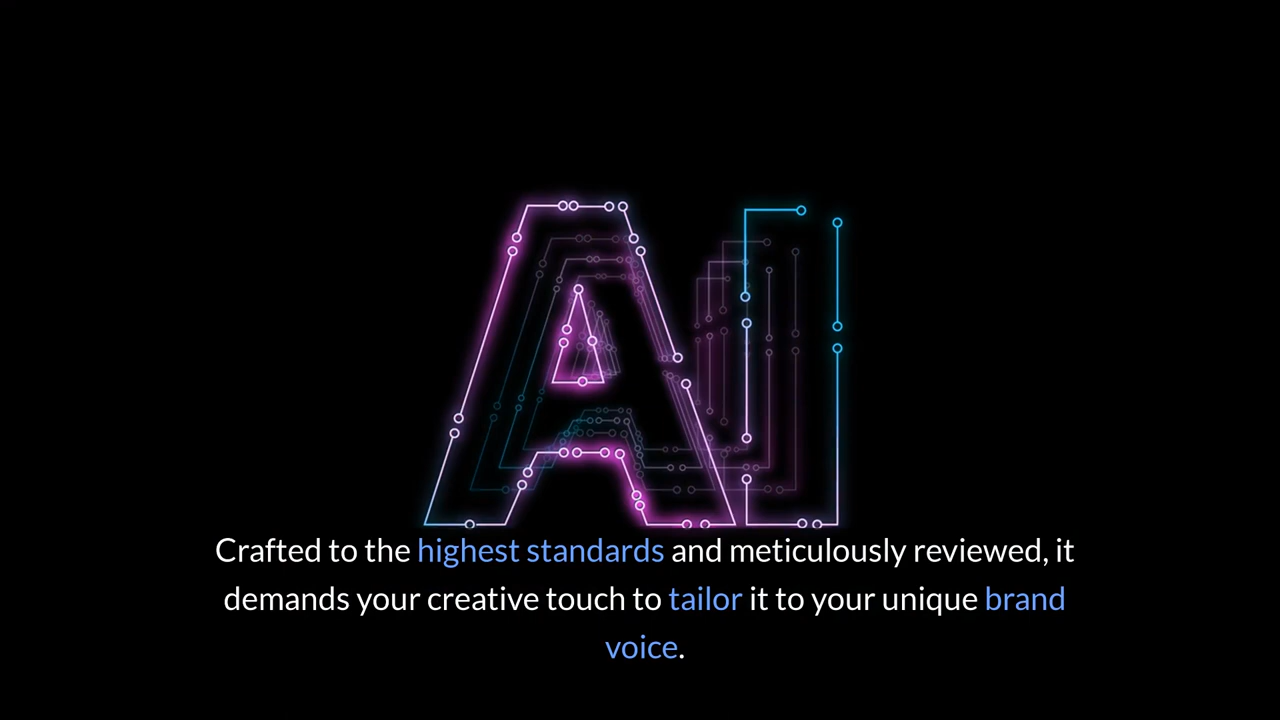 AI
Crafted to the highest standards and meticulously reviewed, it
demands your creative touch to tailor it to your unique brand
voice.